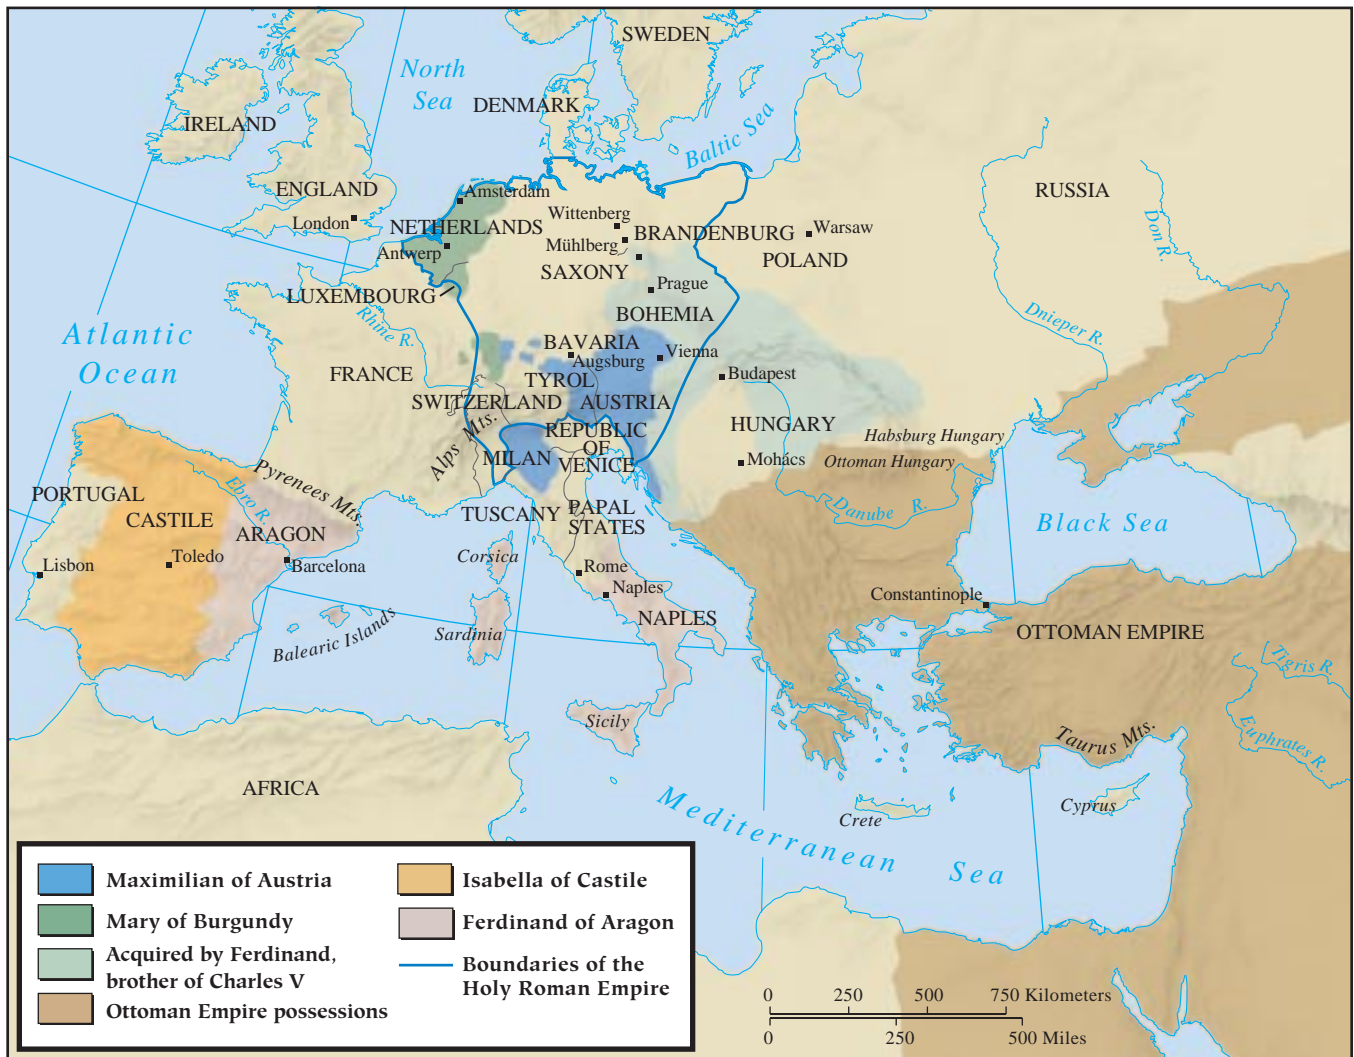 SWEDEN
North
Sea
DENMARK
Baltic Sea
IRELAND
RUSSIA
ENGLAND
Amsterdam
London
NETHERLANDS
Wittenberg
BRANDENBURG
Warsaw
Don R.
Antwerp
Mühlberg
POLAND
SAXONY
LUXEMBOURG
Prague
Rhine R.
BOHEMIA
Dnieper R.
Atlantic
Ocean
BAVARIA
Augsburg
Vienna
FRANCE
TYROL
Budapest
SWITZERLAND
AUSTRIA
Alps Mts.
REPUBLIC
OF
VENICE
HUNGARY
Habsburg Hungary
MILAN
Mohács
Ottoman Hungary
PORTUGAL
Pyrenees Mts.
Ebro R.
CASTILE
ARAGON
TUSCANY
PAPAL
STATES
Danube R.
Black Sea
Lisbon
Toledo
Barcelona
Corsica
Rome
Naples
Constantinople
Balearic Islands
Sardinia
NAPLES
OTTOMAN EMPIRE
Tigris R.
Sicily
Taurus Mts.
Euphrates R.
AFRICA
Mediterranean Sea
Crete
Cyprus
Maximilian of Austria
Mary of Burgundy
Acquired by Ferdinand,
brother of Charles V
Ottoman Empire possessions
Isabella of Castile
Ferdinand of Aragon
Boundaries of the
Holy Roman Empire
0 250 500 750 Kilometers
0 250 500 Miles